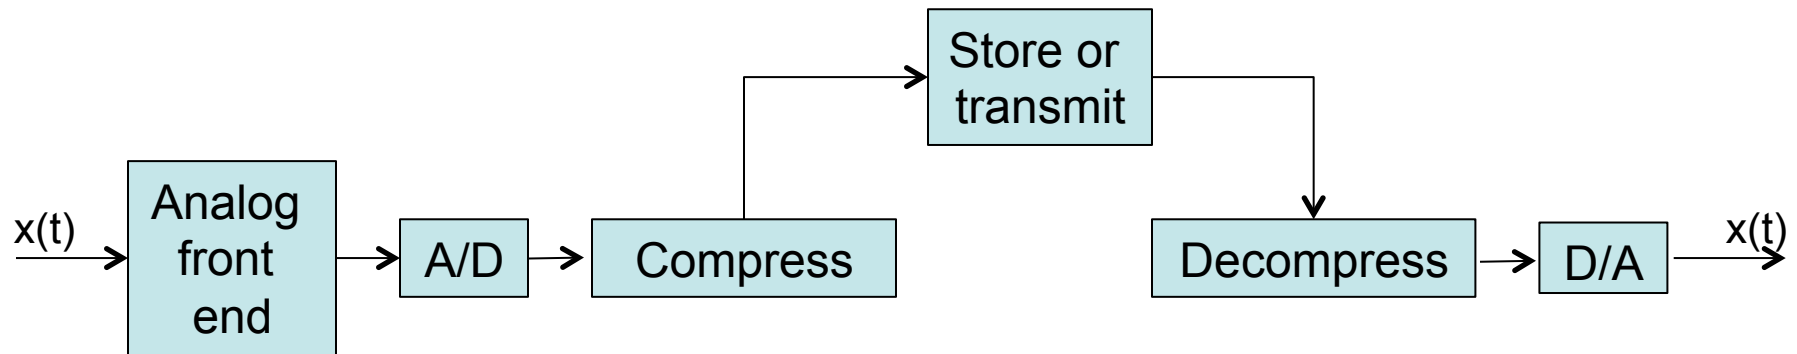 x(t)
Analog
front
end
A/D
Compress
Store or
transmit
Decompress
D/A
x(t)